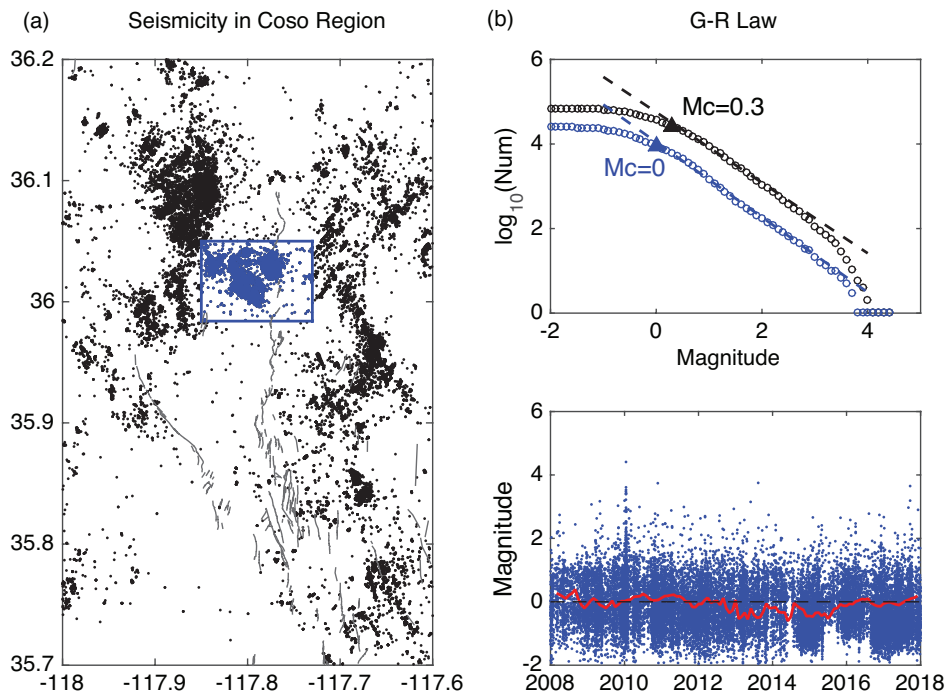 (a) Seismicity in Coso Region
36.2
36.1
36
35.9
35.8
35.7
-118 -117.9 -117.8 -117.7 -117.6
(b) G-R Law
log10(Num)
6
4
2
0
Mc=0.3
Mc=0
-2 0 2 4
Magnitude
Magnitude
6
4
2
0
-2
2008 2010 2012 2014 2016 2018